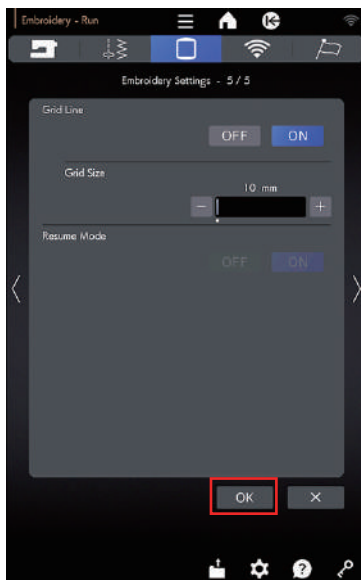 Embroidery - Run
Embroidery Settings - 5 / 5
Grid Line
OFF ON
Grid Size
10 mm
− +
Resume Mode
OFF ON
OK ×
?